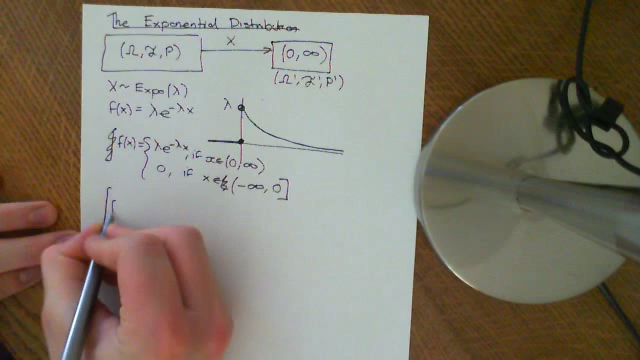 The Exponential Distribution
(Ω, ℱ, P) X (0, ∞)
(Ω', ℱ', P')
X ~ Expo(λ)
f(x) = λe^-λx
λ
f(x) = { λe^-λx, if x∈(0, ∞)
0, if x∈(-∞, 0]